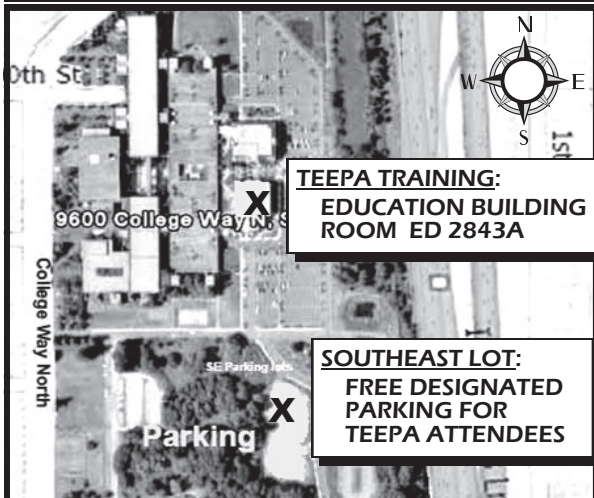 N
W
E
S
0th St
1st
TEEPA TRAINING:
EDUCATION BUILDING
ROOM ED 2843A
X
9600 College Way N, S
College Way North
SE Parking lots
SOUTHEAST LOT:
FREE DESIGNATED
PARKING FOR
TEEPA ATTENDEES
X
Parking